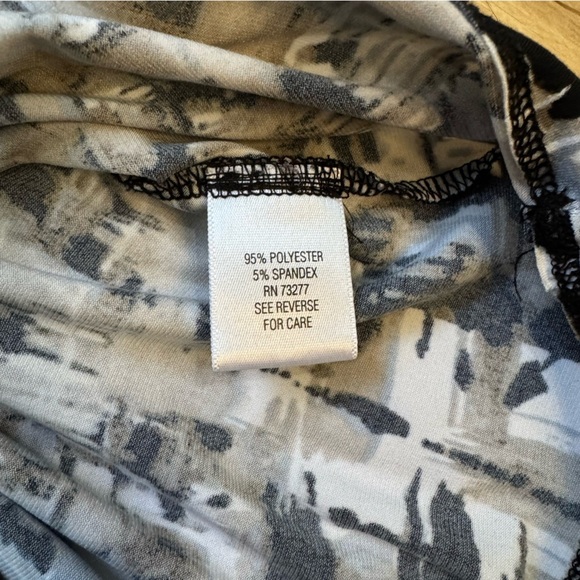 95% POLYESTER
5% SPANDEX
RN 73277
SEE REVERSE
FOR CARE